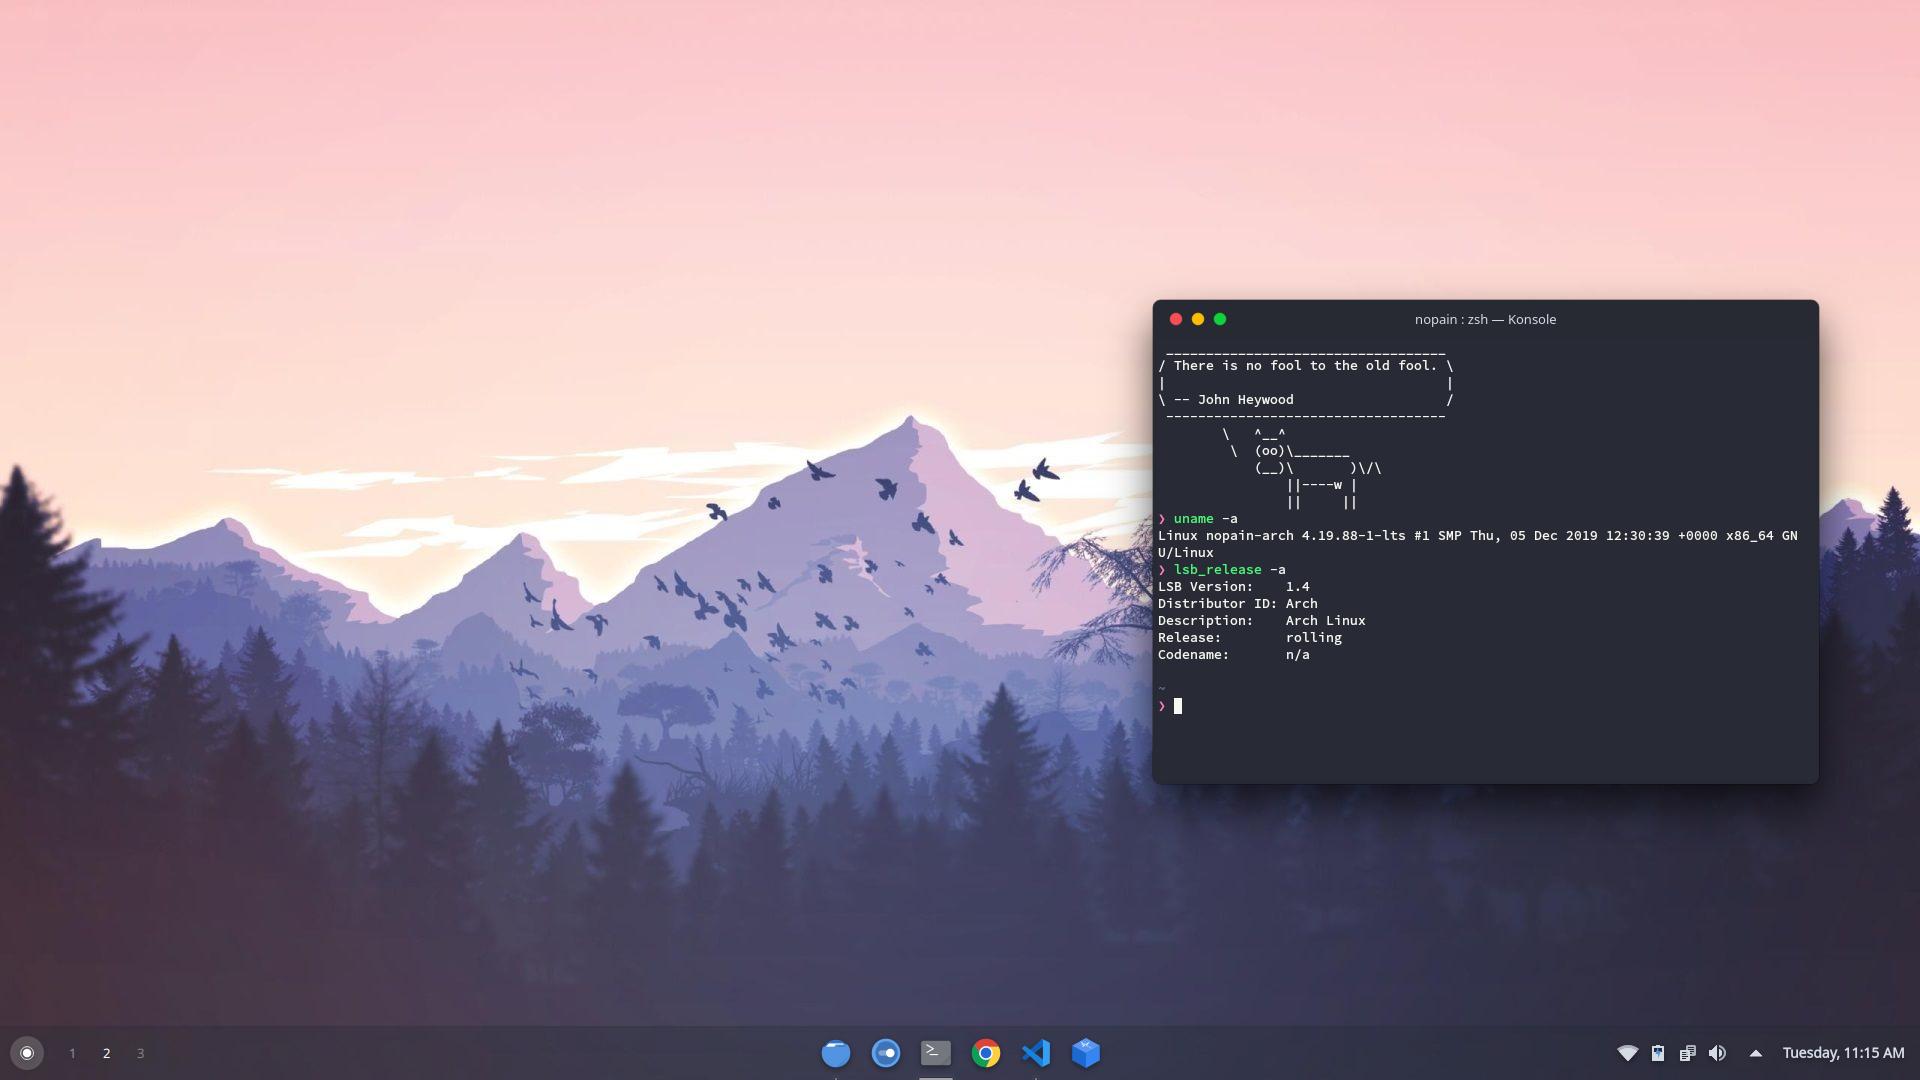 nopain : zsh — Konsole
 ___________________________________
/ There is no fool to the old fool. \
|                                   |
\ -- John Heywood                   /
 -----------------------------------
        \   ^__^
         \  (oo)\_______
            (__)\       )\/\
                ||----w |
                ||     ||
❯ uname -a
Linux nopain-arch 4.19.88-1-lts #1 SMP Thu, 05 Dec 2019 12:30:39 +0000 x86_64 GN
U/Linux
❯ lsb_release -a
LSB Version:    1.4
Distributor ID: Arch
Description:    Arch Linux
Release:        rolling
Codename:       n/a
~
❯
1 2 3
Tuesday, 11:15 AM